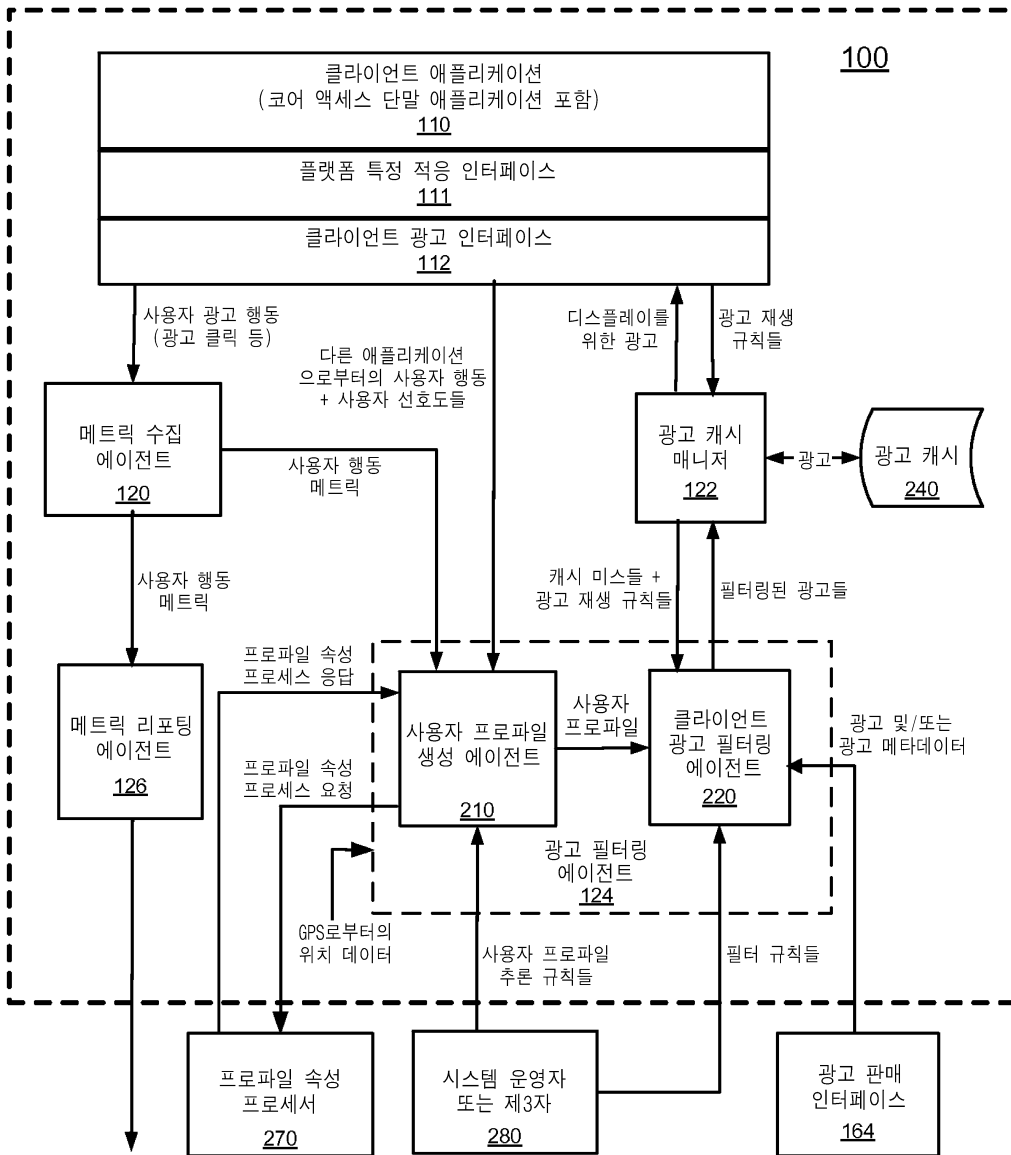 100
클라이언트 애플리케이션
(코어 액세스 단말 애플리케이션 포함)
110
플랫폼 특정 적응 인터페이스
111
클라이언트 광고 인터페이스
112
사용자 광고 행동
(광고 클릭 등)
다른 애플리케이션
으로부터의 사용자 행동
+ 사용자 선호도들
디스플레이를
위한 광고
광고 재생
규칙들
메트릭 수집
에이전트
120
사용자 행동
메트릭
광고 캐시
매니저
122
광고
광고 캐시
240
사용자 행동
메트릭
캐시 미스들 +
광고 재생 규칙들
필터링된 광고들
프로파일 속성
프로세스 응답
메트릭 리포팅
에이전트
126
사용자 프로파일
생성 에이전트
210
사용자
프로파일
클라이언트
광고 필터링
에이전트
220
광고 및/또는
광고 메타데이터
프로파일 속성
프로세스 요청
광고 필터링
에이전트
124
GPS로부터의
위치 데이터
사용자 프로파일
추론 규칙들
필터 규칙들
프로파일 속성
프로세서
270
시스템 운영자
또는 제3자
280
광고 판매
인터페이스
164